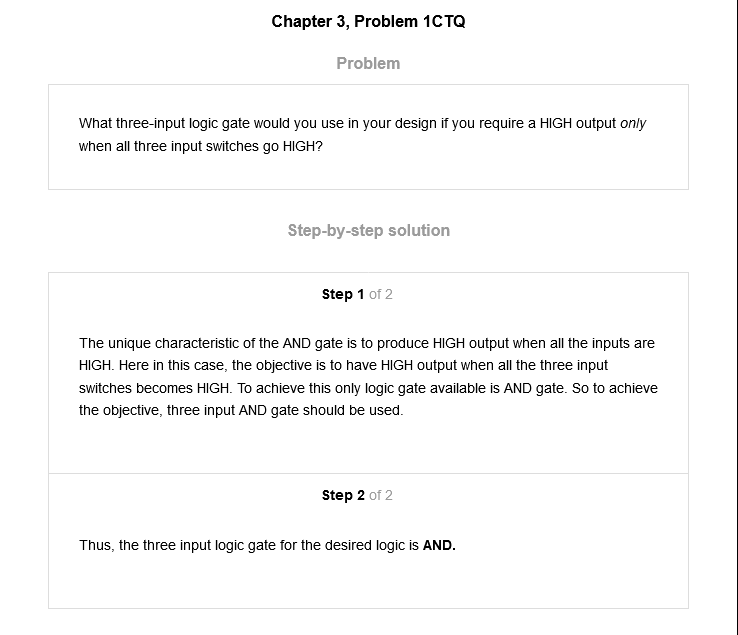 Chapter 3, Problem 1CTQ
Problem
What three-input logic gate would you use in your design if you require a HIGH output only
when all three input switches go HIGH?
Step-by-step solution
Step 1 of 2
The unique characteristic of the AND gate is to produce HIGH output when all the inputs are
HIGH. Here in this case, the objective is to have HIGH output when all the three input
switches becomes HIGH. To achieve this only logic gate available is AND gate. So to achieve
the objective, three input AND gate should be used.
Step 2 of 2
Thus, the three input logic gate for the desired logic is AND.